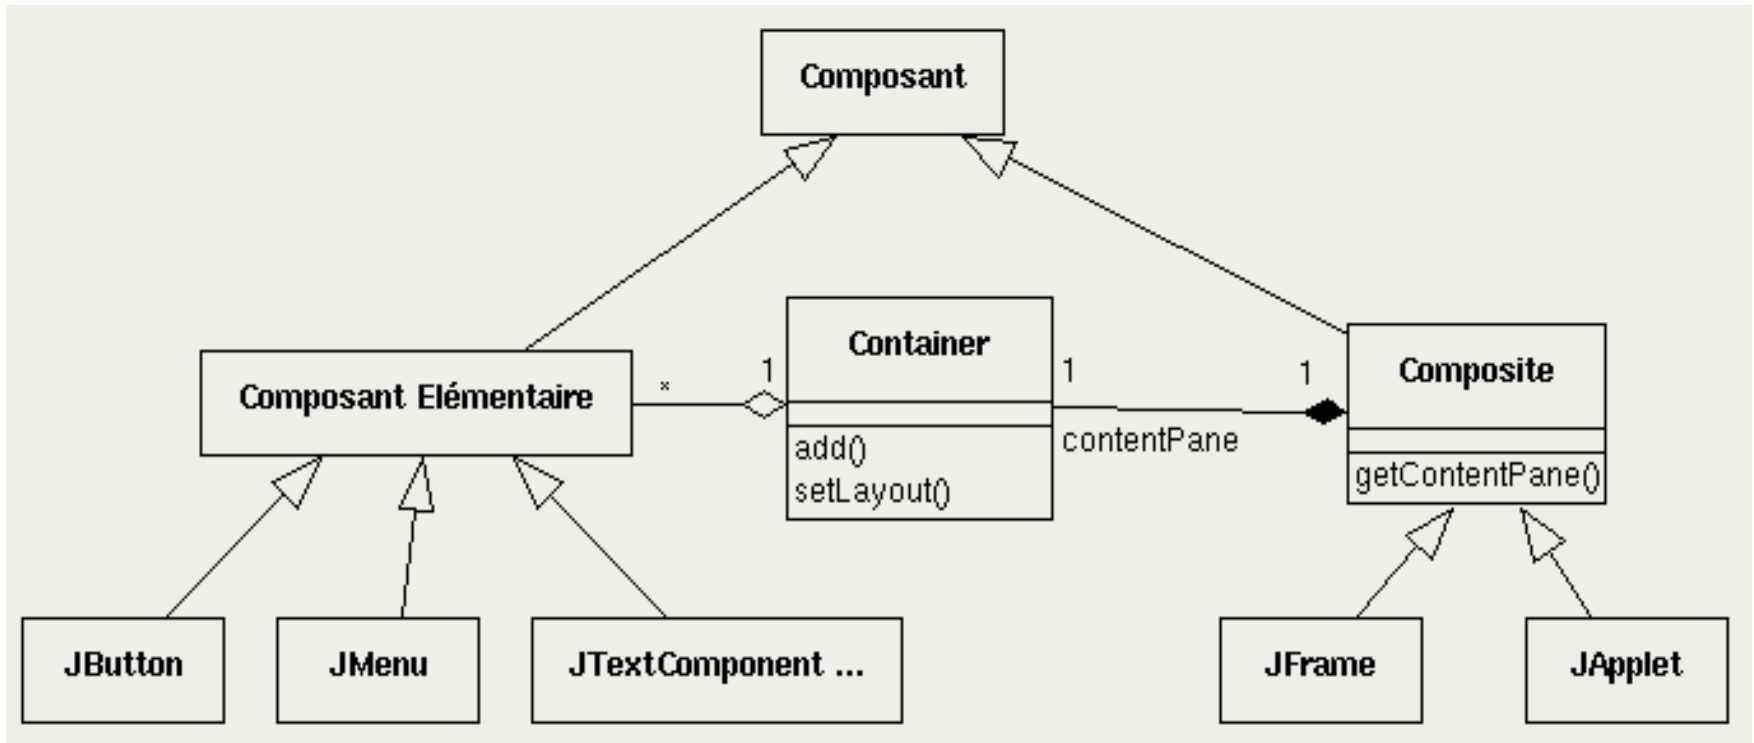 Composant
Container
Composite
Composant Elémentaire
*
1
1
1
contentPane
add()
setLayout()
getContentPane()
JButton
JMenu
JTextComponent ...
JFrame
JApplet